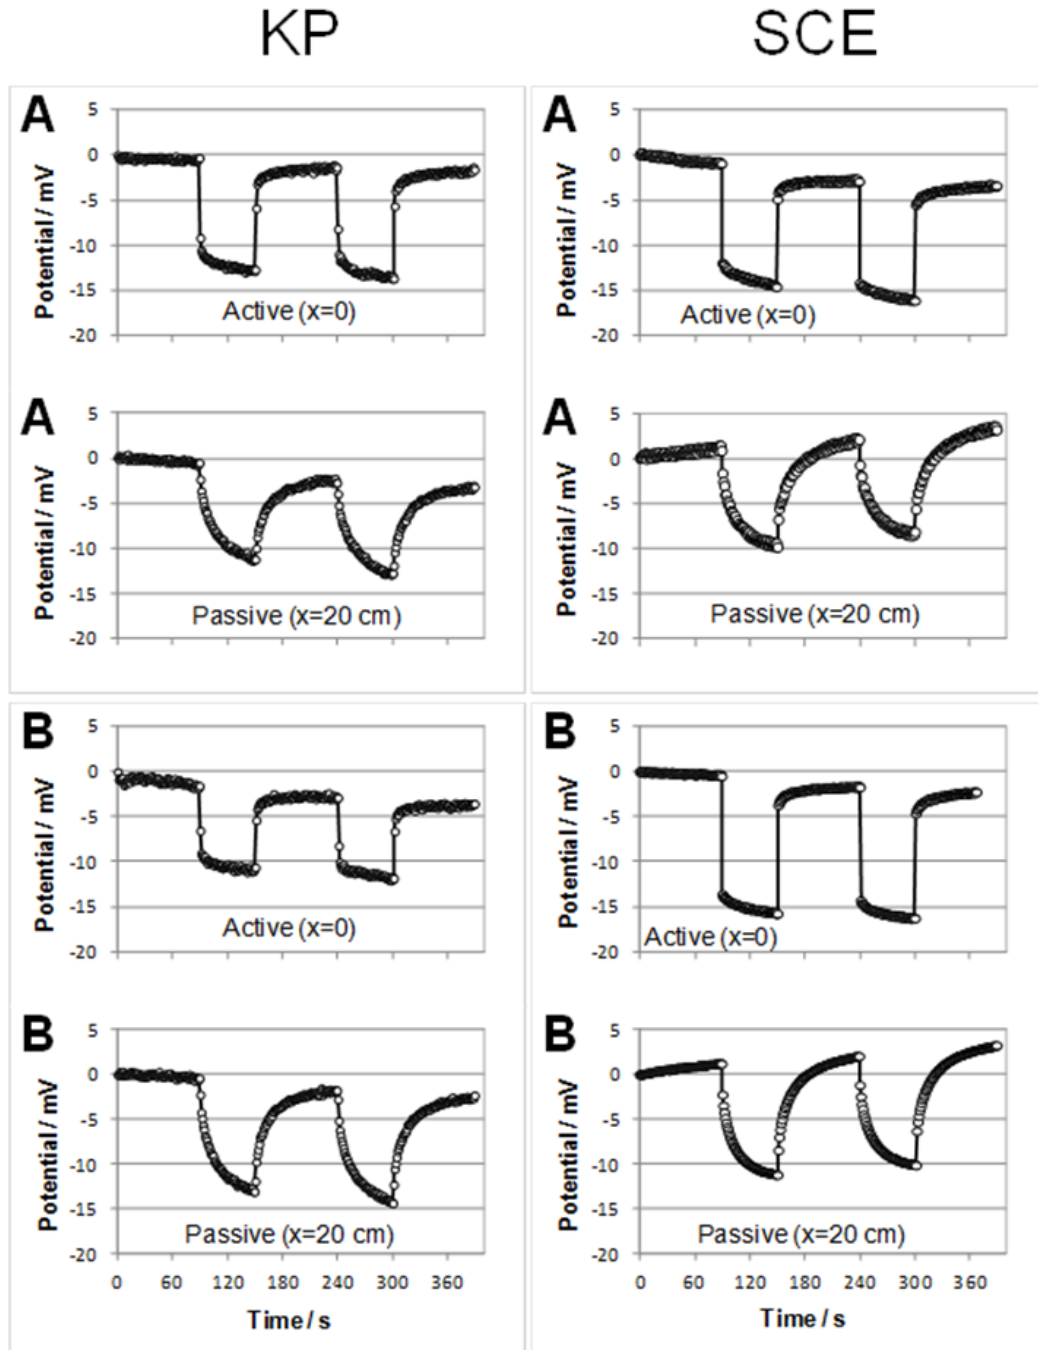 KP SCE
A A
5 5
0 0
-5 -5
-10 -10
-15 -15
-20 -20
Potential / mV Potential / mV
Active (x=0) Active (x=0)
A A
5 5
0 0
-5 -5
-10 -10
-15 -15
-20 -20
Potential / mV Potential / mV
Passive (x=20 cm) Passive (x=20 cm)
B B
5 5
0 0
-5 -5
-10 -10
-15 -15
-20 -20
Potential / mV Potential / mV
Active (x=0) Active (x=0)
B B
5 5
0 0
-5 -5
-10 -10
-15 -15
-20 -20
Potential / mV Potential / mV
Passive (x=20 cm) Passive (x=20 cm)
0 60 120 180 240 300 360 0 60 120 180 240 300 360
Time / s Time / s